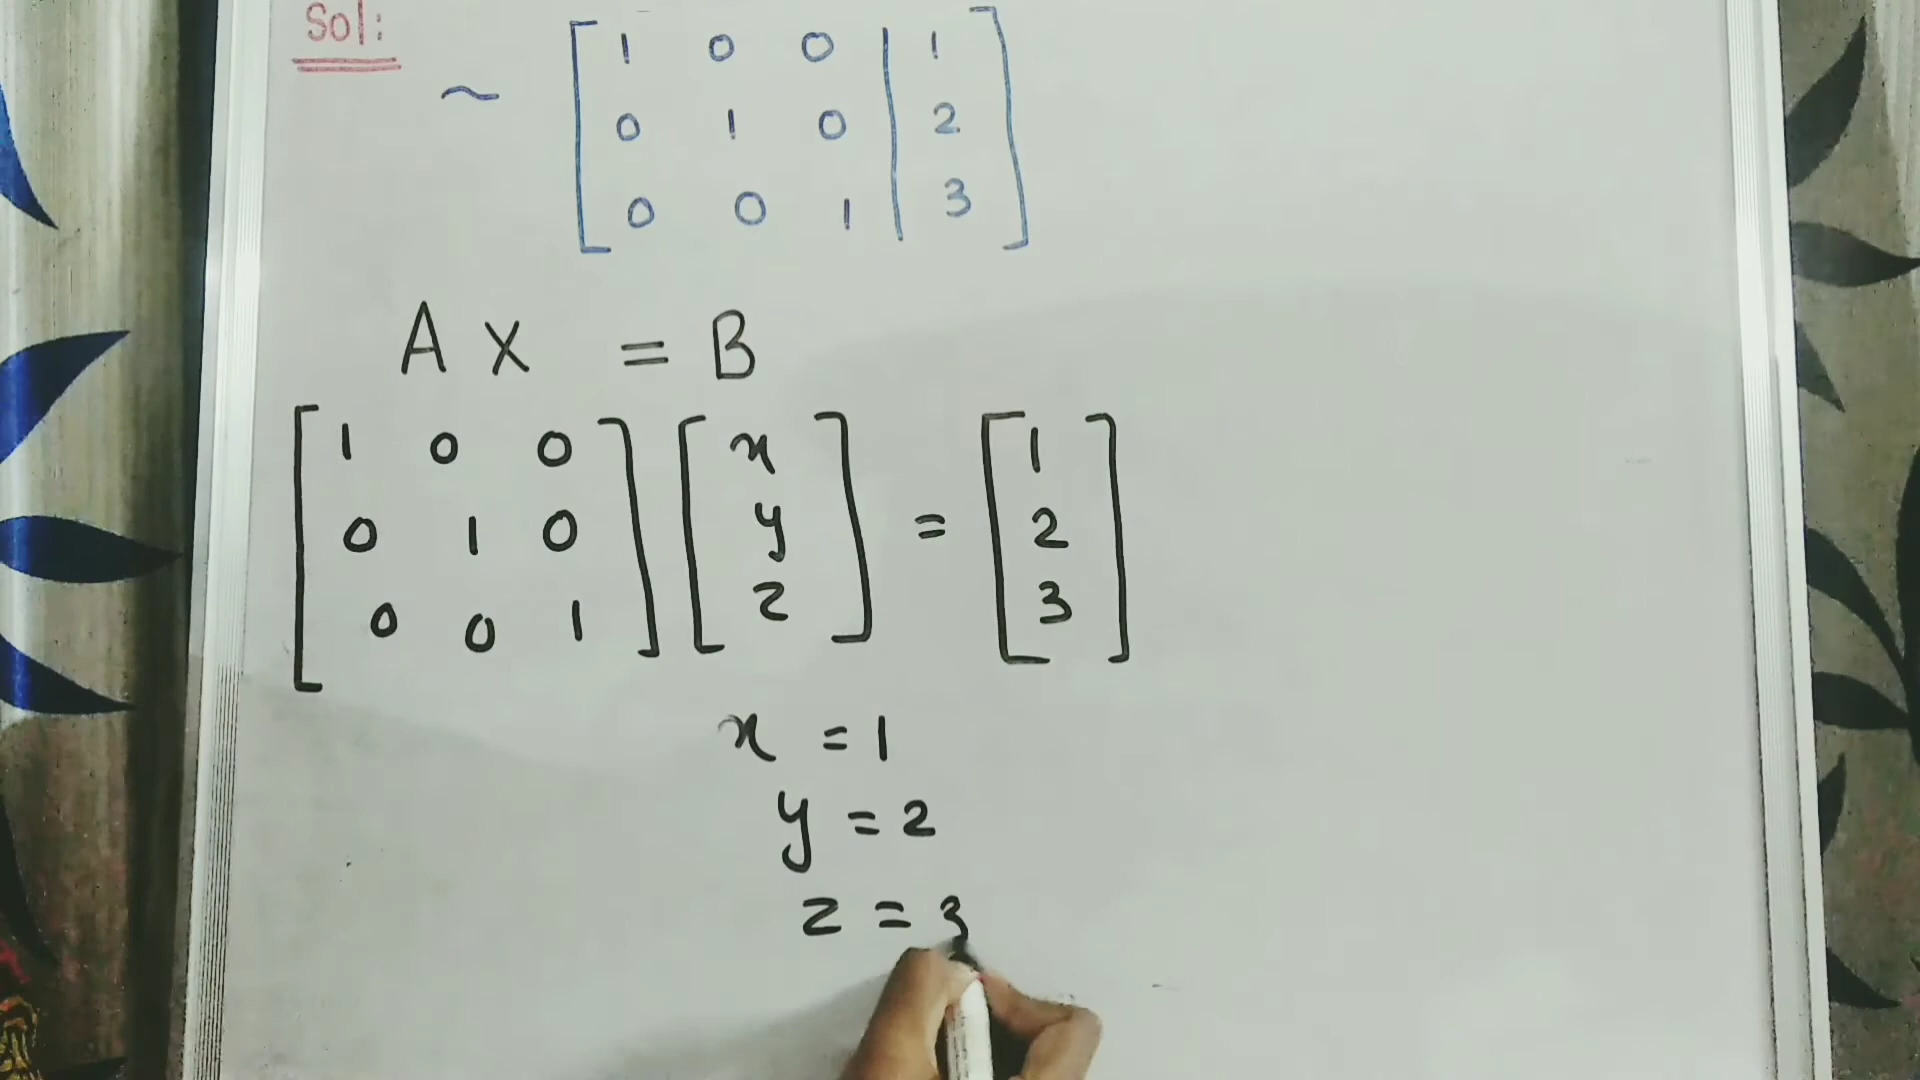 Sol:
~ [ 1 0 0 | 1
0 1 0 | 2
0 0 1 | 3 ]
A X = B
[ 1 0 0 ] [ x ] = [ 1 ]
[ 0 1 0 ] [ y ] = [ 2 ]
[ 0 0 1 ] [ z ] = [ 3 ]
x = 1
y = 2
z = 3